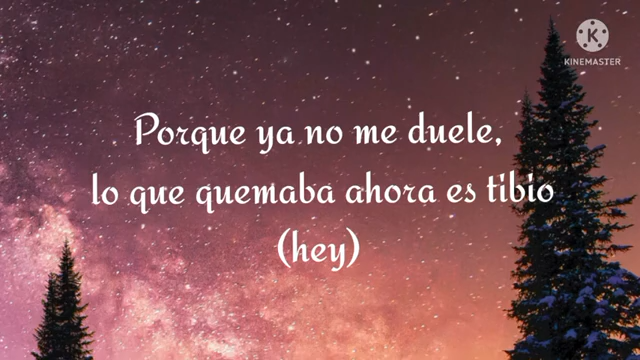 KINEMASTER
Porque ya no me duele,
lo que quemaba ahora es tibio
(hey)